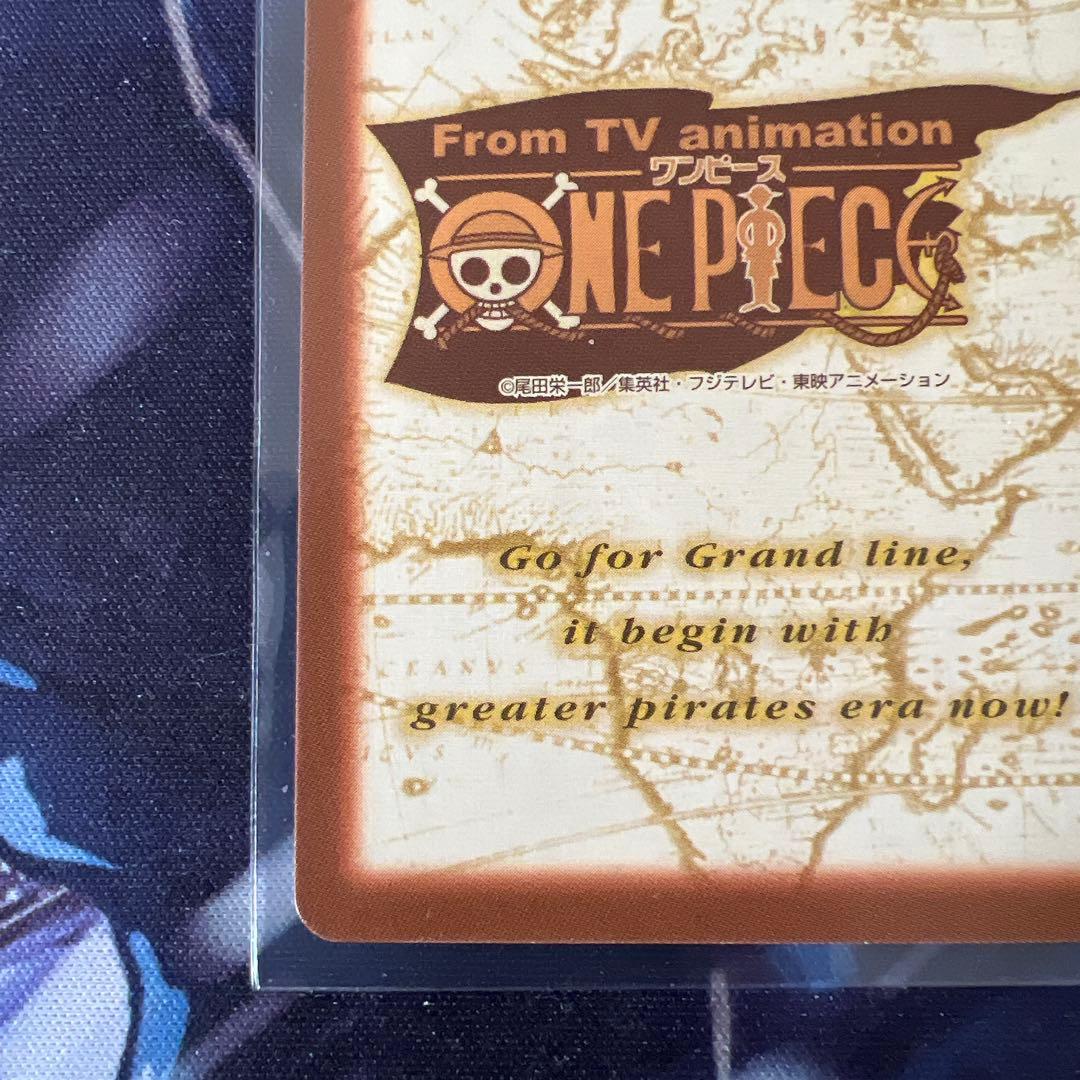 TLAN
From TV animation
ワンピース
ONE PIECE
©尾田栄一郎／集英社・フジテレビ・東映アニメーション
Go for Grand line,
it begin with
OCEANVS
greater pirates era now!